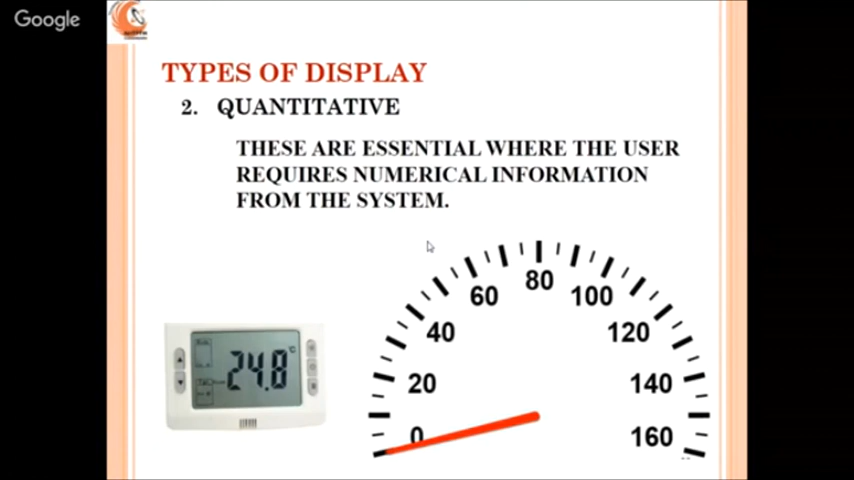 Google
TYPES OF DISPLAY
2. QUANTITATIVE
THESE ARE ESSENTIAL WHERE THE USER
REQUIRES NUMERICAL INFORMATION
FROM THE SYSTEM.
80
60 100
40 120
24.8 °C
20 140
0 160